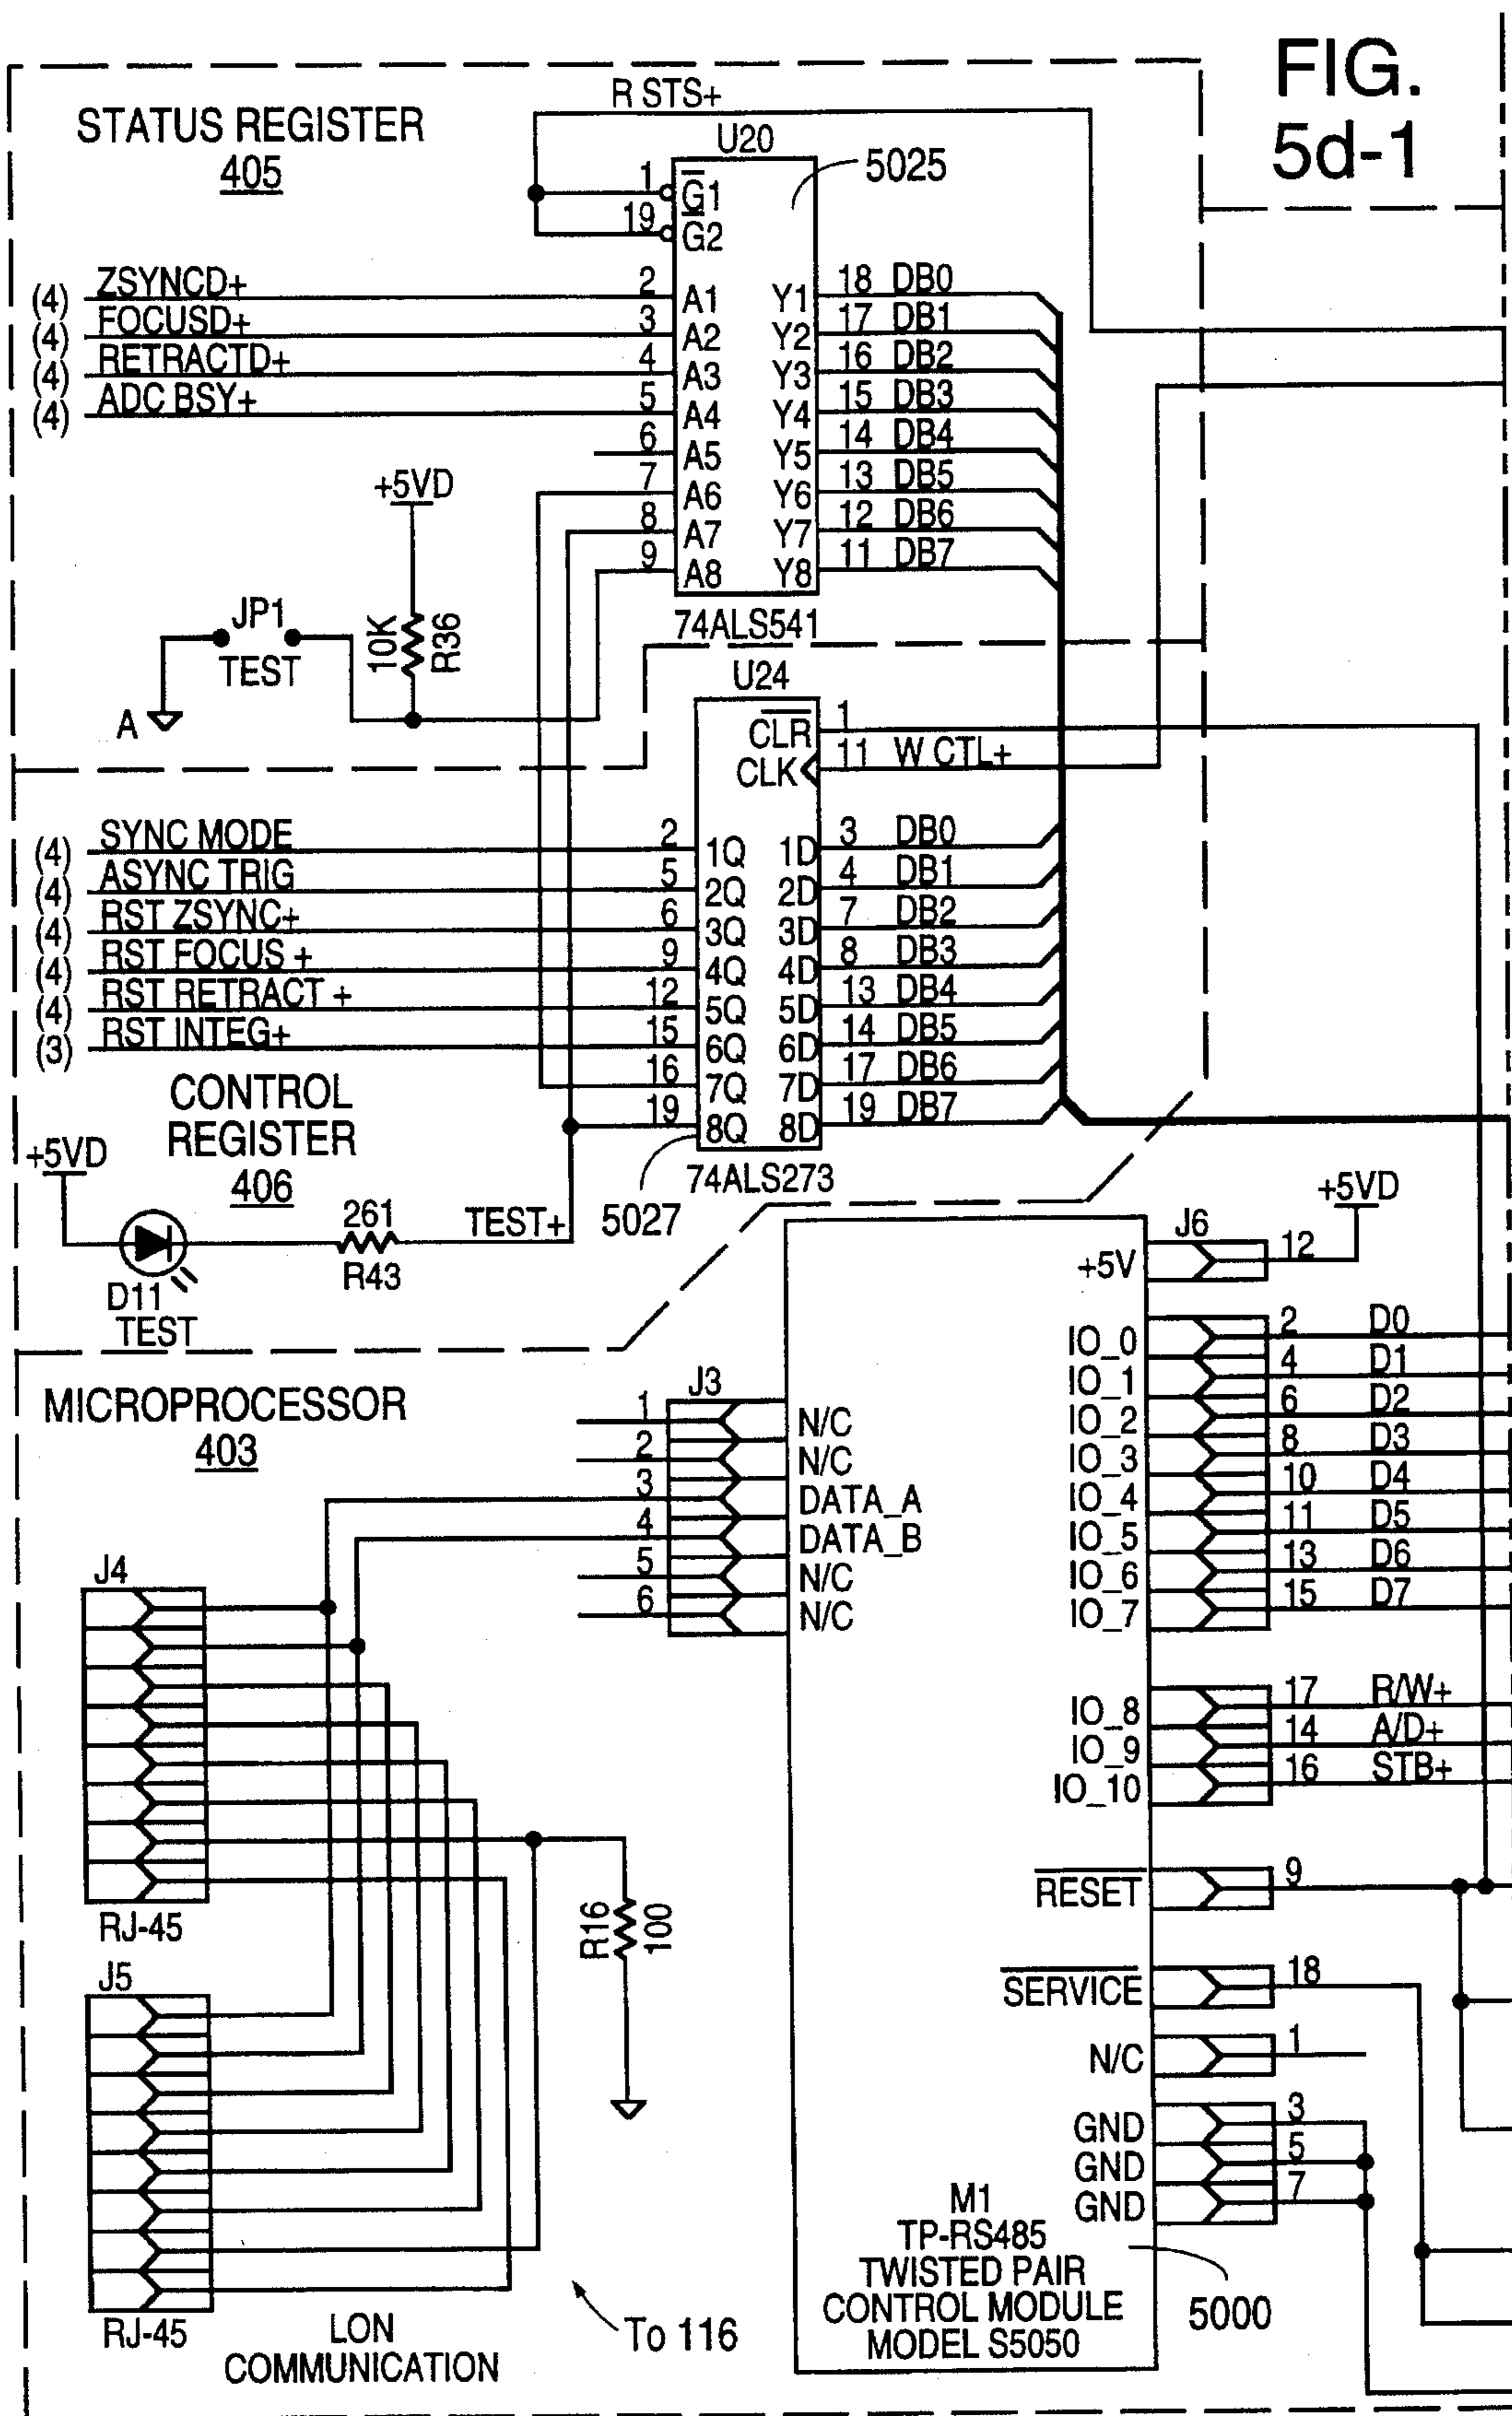 FIG.
5d-1
R STS+
STATUS REGISTER
405
U20
5025
1 G1
19 G2
(4) ZSYNCD+ 2 A1 Y1 18 DB0
(4) FOCUSD+ 3 A2 Y2 17 DB1
(4) RETRACTD+ 4 A3 Y3 16 DB2
(4) ADC BSY+ 5 A4 Y4 15 DB3
6 A5 Y5 14 DB4
7 A6 Y6 13 DB5
8 A7 Y7 12 DB6
9 A8 Y8 11 DB7
74ALS541
+5VD
10K
R36
JP1
TEST
A
U24
CLR 1
CLK 11 W CTL+
(4) SYNC MODE 2 1Q 1D 3 DB0
(4) ASYNC TRIG 5 2Q 2D 4 DB1
(4) RST ZSYNC+ 6 3Q 3D 7 DB2
(4) RST FOCUS + 9 4Q 4D 8 DB3
(4) RST RETRACT + 12 5Q 5D 13 DB4
(3) RST INTEG+ 15 6Q 6D 14 DB5
16 7Q 7D 17 DB6
19 8Q 8D 19 DB7
74ALS273
5027
CONTROL
REGISTER
406
+5VD
D11
TEST
261
R43
TEST+
MICROPROCESSOR
403
J6
+5VD
+5V 12
IO_0 2 D0
IO_1 4 D1
IO_2 6 D2
IO_3 8 D3
IO_4 10 D4
IO_5 11 D5
IO_6 13 D6
IO_7 15 D7
IO_8 17 R/W+
IO_9 14 A/D+
IO_10 16 STB+
RESET 9
SERVICE 18
N/C 1
GND 3
GND 5
GND 7
J3
1 N/C
2 N/C
3 DATA_A
4 DATA_B
5 N/C
6 N/C
J4
RJ-45
R16
100
J5
RJ-45
LON
COMMUNICATION
To 116
M1
TP-RS485
TWISTED PAIR
CONTROL MODULE
MODEL S5050
5000